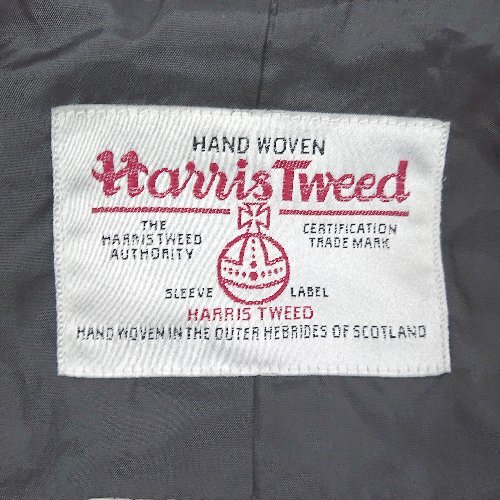 HAND WOVEN
Harris Tweed
THE HARRIS TWEED AUTHORITY
CERTIFICATION TRADE MARK
SLEEVE LABEL
HARRIS TWEED
HAND WOVEN IN THE OUTER HEBRIDES OF SCOTLAND